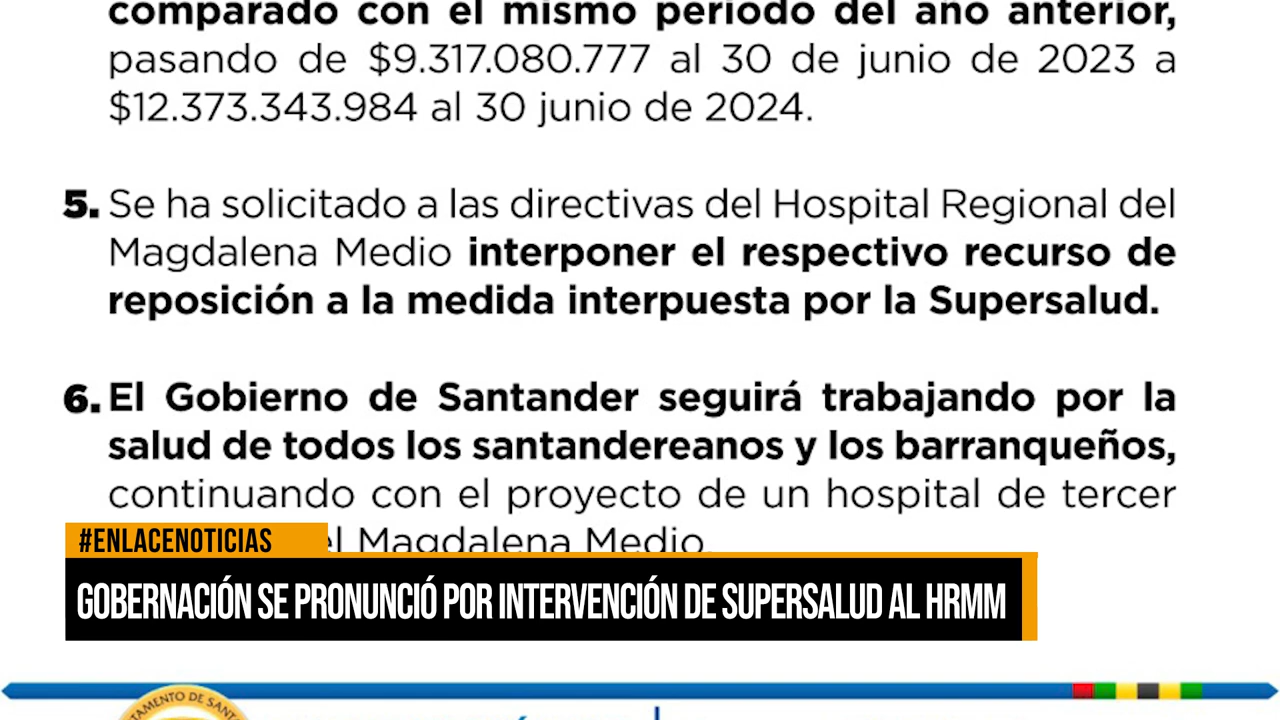 comparado con el mismo periodo del año anterior,
pasando de $9.317.080.777 al 30 de junio de 2023 a
$12.373.343.984 al 30 junio de 2024.
5. Se ha solicitado a las directivas del Hospital Regional del
Magdalena Medio interponer el respectivo recurso de
reposición a la medida interpuesta por la Supersalud.
6. El Gobierno de Santander seguirá trabajando por la
salud de todos los santandereanos y los barranqueños,
continuando con el proyecto de un hospital de tercer
el Magdalena Medio.
#ENLACENOTICIAS
GOBERNACIÓN SE PRONUNCIÓ POR INTERVENCIÓN DE SUPERSALUD AL HRMM